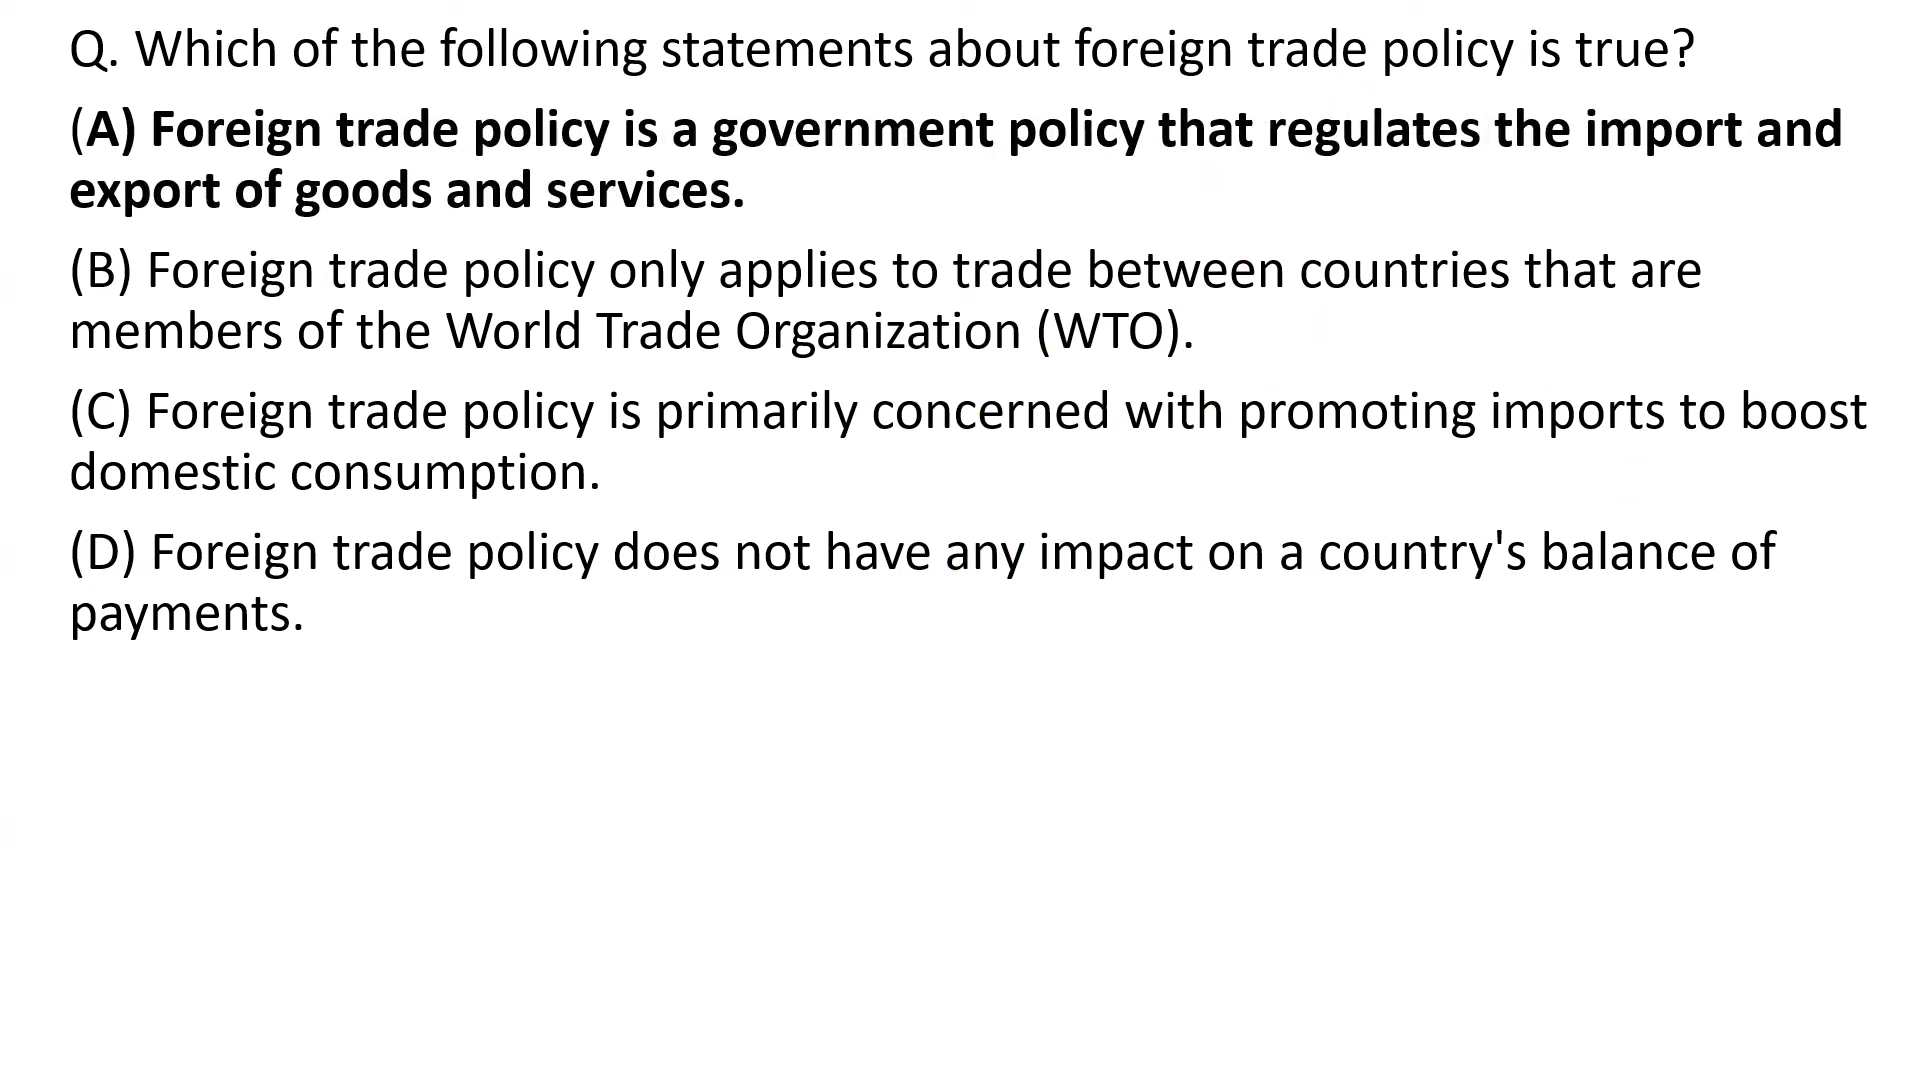 Q. Which of the following statements about foreign trade policy is true?
(A) Foreign trade policy is a government policy that regulates the import and
export of goods and services.
(B) Foreign trade policy only applies to trade between countries that are
members of the World Trade Organization (WTO).
(C) Foreign trade policy is primarily concerned with promoting imports to boost
domestic consumption.
(D) Foreign trade policy does not have any impact on a country's balance of
payments.